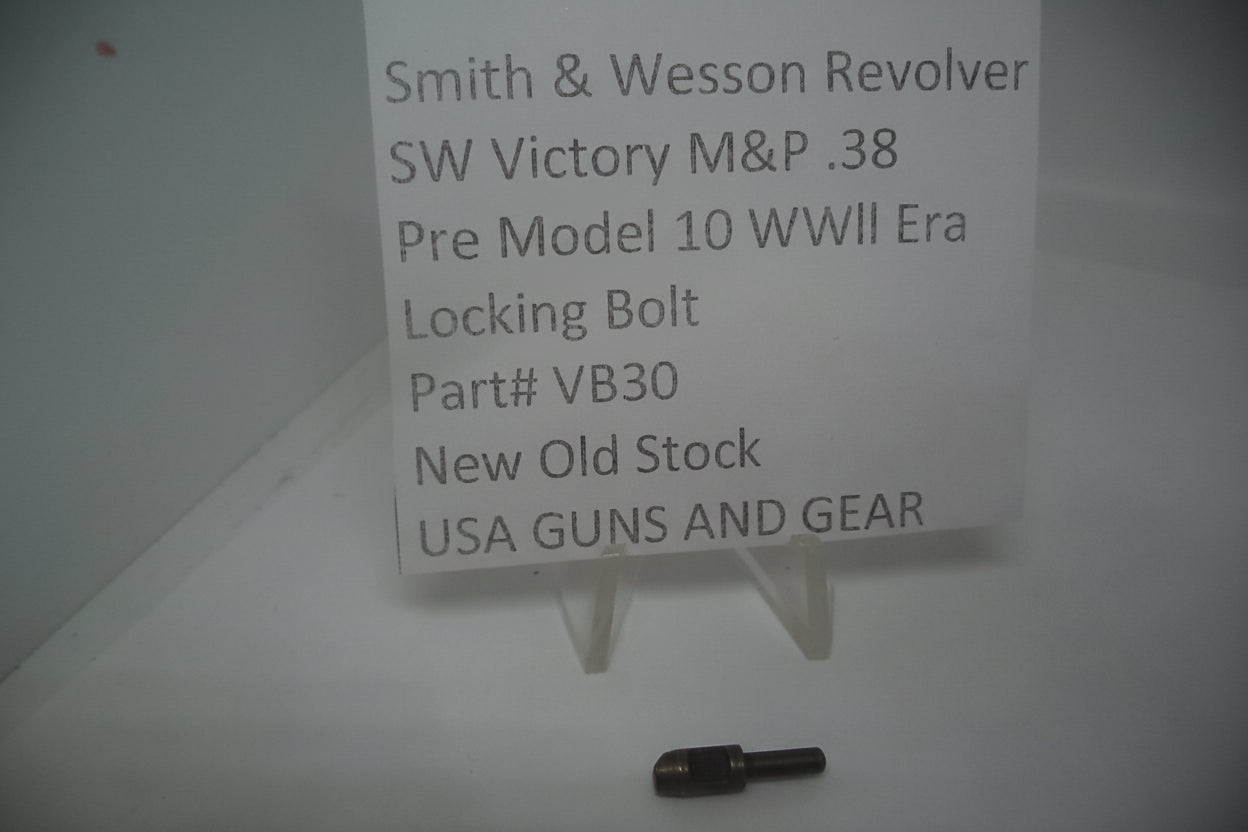 Smith & Wesson Revolver
SW Victory M&P .38
Pre Model 10 WWll Era
Locking Bolt
Part# VB30
New Old Stock
USA GUNS AND GEAR